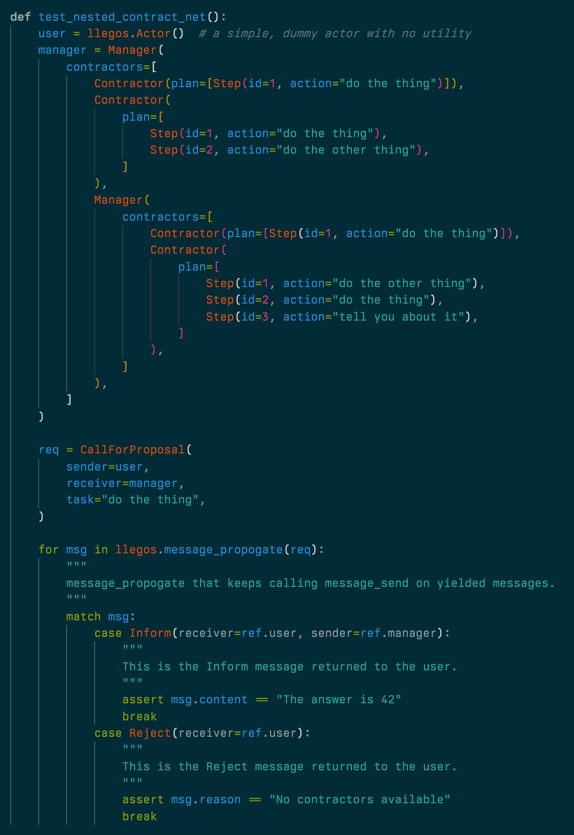 def test_nested_contract_net():
    user = llegos.Actor()  # a simple, dummy actor with no utility
    manager = Manager(
        contractors=[
            Contractor(plan=[Step(id=1, action="do the thing")]),
            Contractor(
                plan=[
                    Step(id=1, action="do the thing"),
                    Step(id=2, action="do the other thing"),
                ]
            ),
            Manager(
                contractors=[
                    Contractor(plan=[Step(id=1, action="do the thing")]),
                    Contractor(
                        plan=[
                            Step(id=1, action="do the other thing"),
                            Step(id=2, action="do the thing"),
                            Step(id=3, action="tell you about it"),
                        ]
                    ),
                ]
            ),
        ]
    )

    req = CallForProposal(
        sender=user,
        receiver=manager,
        task="do the thing",
    )

    for msg in llegos.message_propogate(req):
        """
        message_propogate that keeps calling message_send on yielded messages.
        """
        match msg:
            case Inform(receiver=ref.user, sender=ref.manager):
                """
                This is the Inform message returned to the user.
                """
                assert msg.content == "The answer is 42"
                break
            case Reject(receiver=ref.user):
                """
                This is the Reject message returned to the user.
                """
                assert msg.reason == "No contractors available"
                break